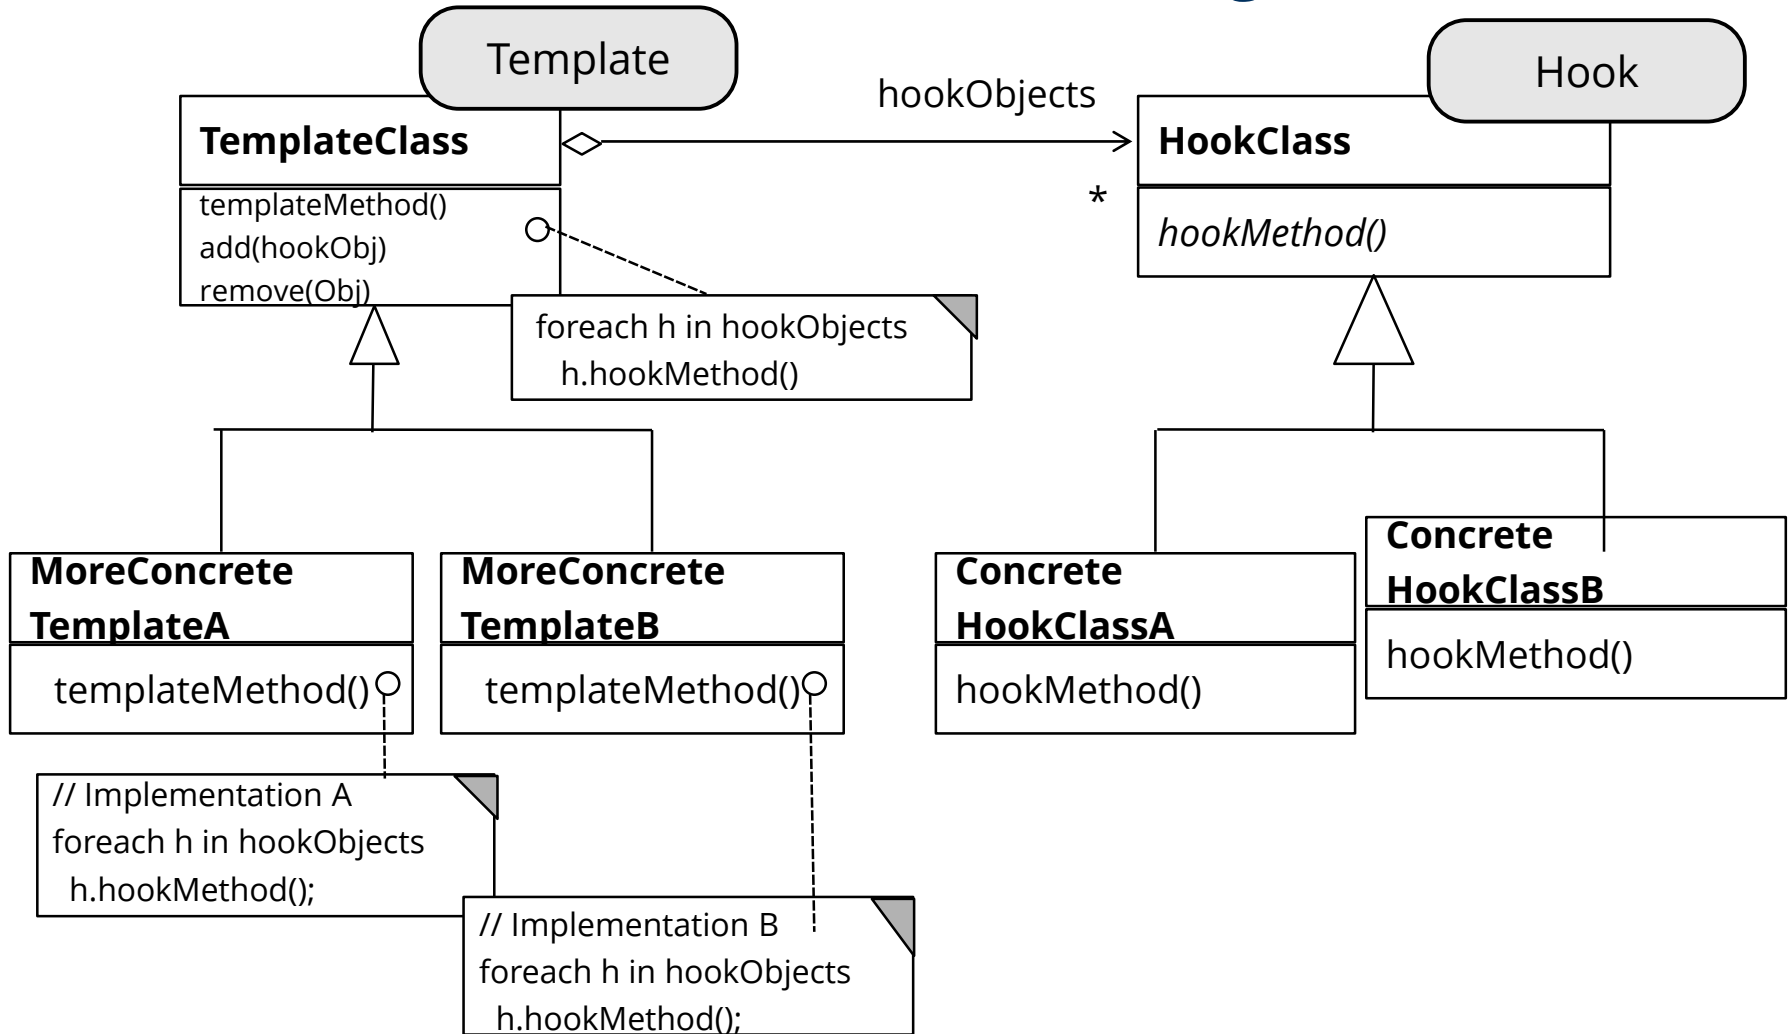 Template
Hook
hookObjects
TemplateClass
HookClass
*
templateMethod()
add(hookObj)
remove(Obj)
hookMethod()
foreach h in hookObjects
h.hookMethod()
MoreConcrete
TemplateA
templateMethod()
MoreConcrete
TemplateB
templateMethod()
Concrete
HookClassA
hookMethod()
Concrete
HookClassB
hookMethod()
// Implementation A
foreach h in hookObjects
h.hookMethod();
// Implementation B
foreach h in hookObjects
h.hookMethod();